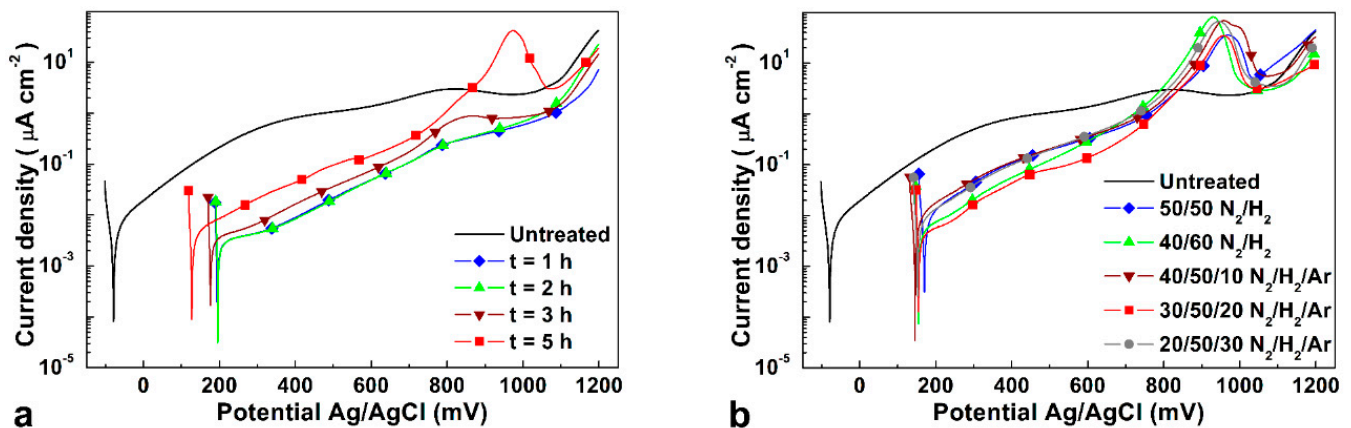 Current density ( μA cm⁻²)
10¹
10⁻¹
10⁻³
10⁻⁵
0 200 400 600 800 1000 1200
Potential Ag/AgCl (mV)
Untreated
t = 1 h
t = 2 h
t = 3 h
t = 5 h
a
Current density ( μA cm⁻²)
10¹
10⁻¹
10⁻³
10⁻⁵
0 200 400 600 800 1000 1200
Potential Ag/AgCl (mV)
Untreated
50/50 N₂/H₂
40/60 N₂/H₂
40/50/10 N₂/H₂/Ar
30/50/20 N₂/H₂/Ar
20/50/30 N₂/H₂/Ar
b